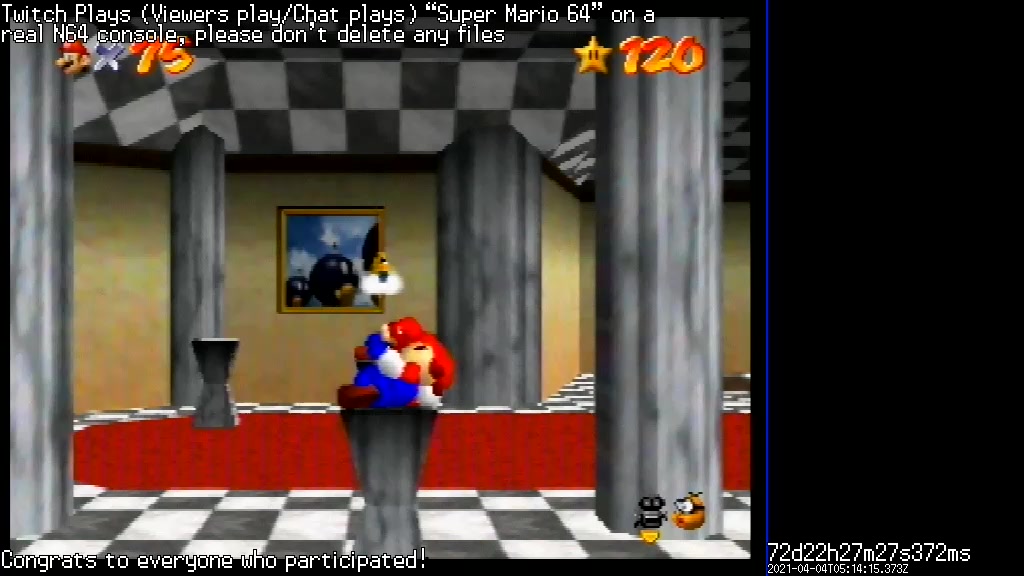 Twitch Plays (Viewers play/Chat plays) “Super Mario 64” on a
real N64 console, please don't delete any files
×75
120
Congrats to everyone who participated!
72d22h27m27s372ms
2021-04-04T05:14:15.373Z